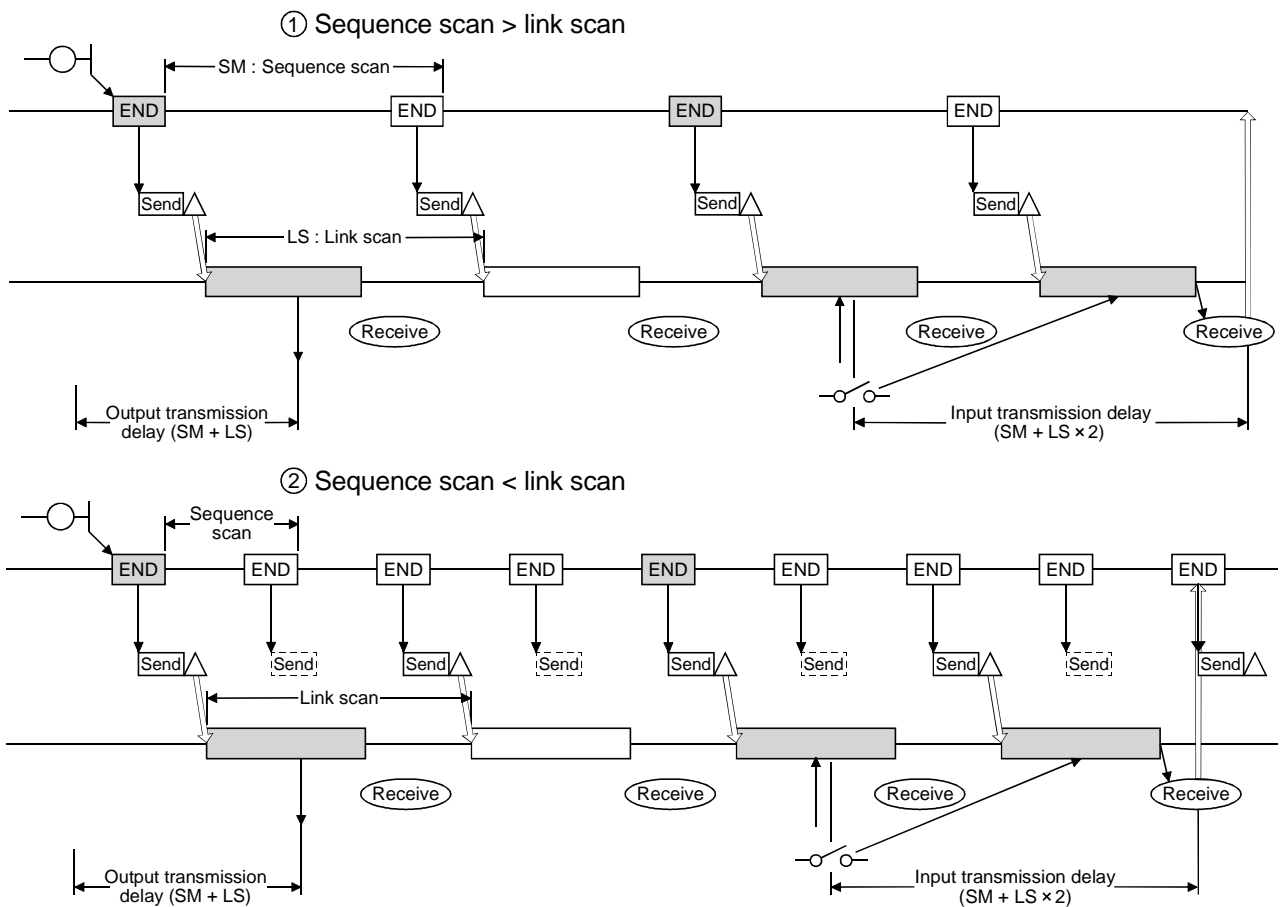 ① Sequence scan > link scan
SM : Sequence scan
END END END END
Send Send Send Send
LS : Link scan
Receive Receive Receive Receive
Output transmission
delay (SM + LS)
Input transmission delay
(SM + LS × 2)
② Sequence scan < link scan
Sequence
scan
END END END END END END END END END
Send Send Send Send Send Send Send Send Send
Link scan
Receive Receive Receive Receive
Output transmission
delay (SM + LS)
Input transmission delay
(SM + LS × 2)